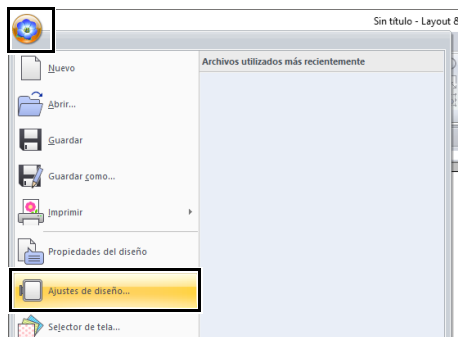 Sin título - Layout &
Archivos utilizados más recientemente
Nuevo
Abrir...
Guardar
Guardar como...
Imprimir
Propiedades del diseño
Ajustes de diseño...
Selector de tela...